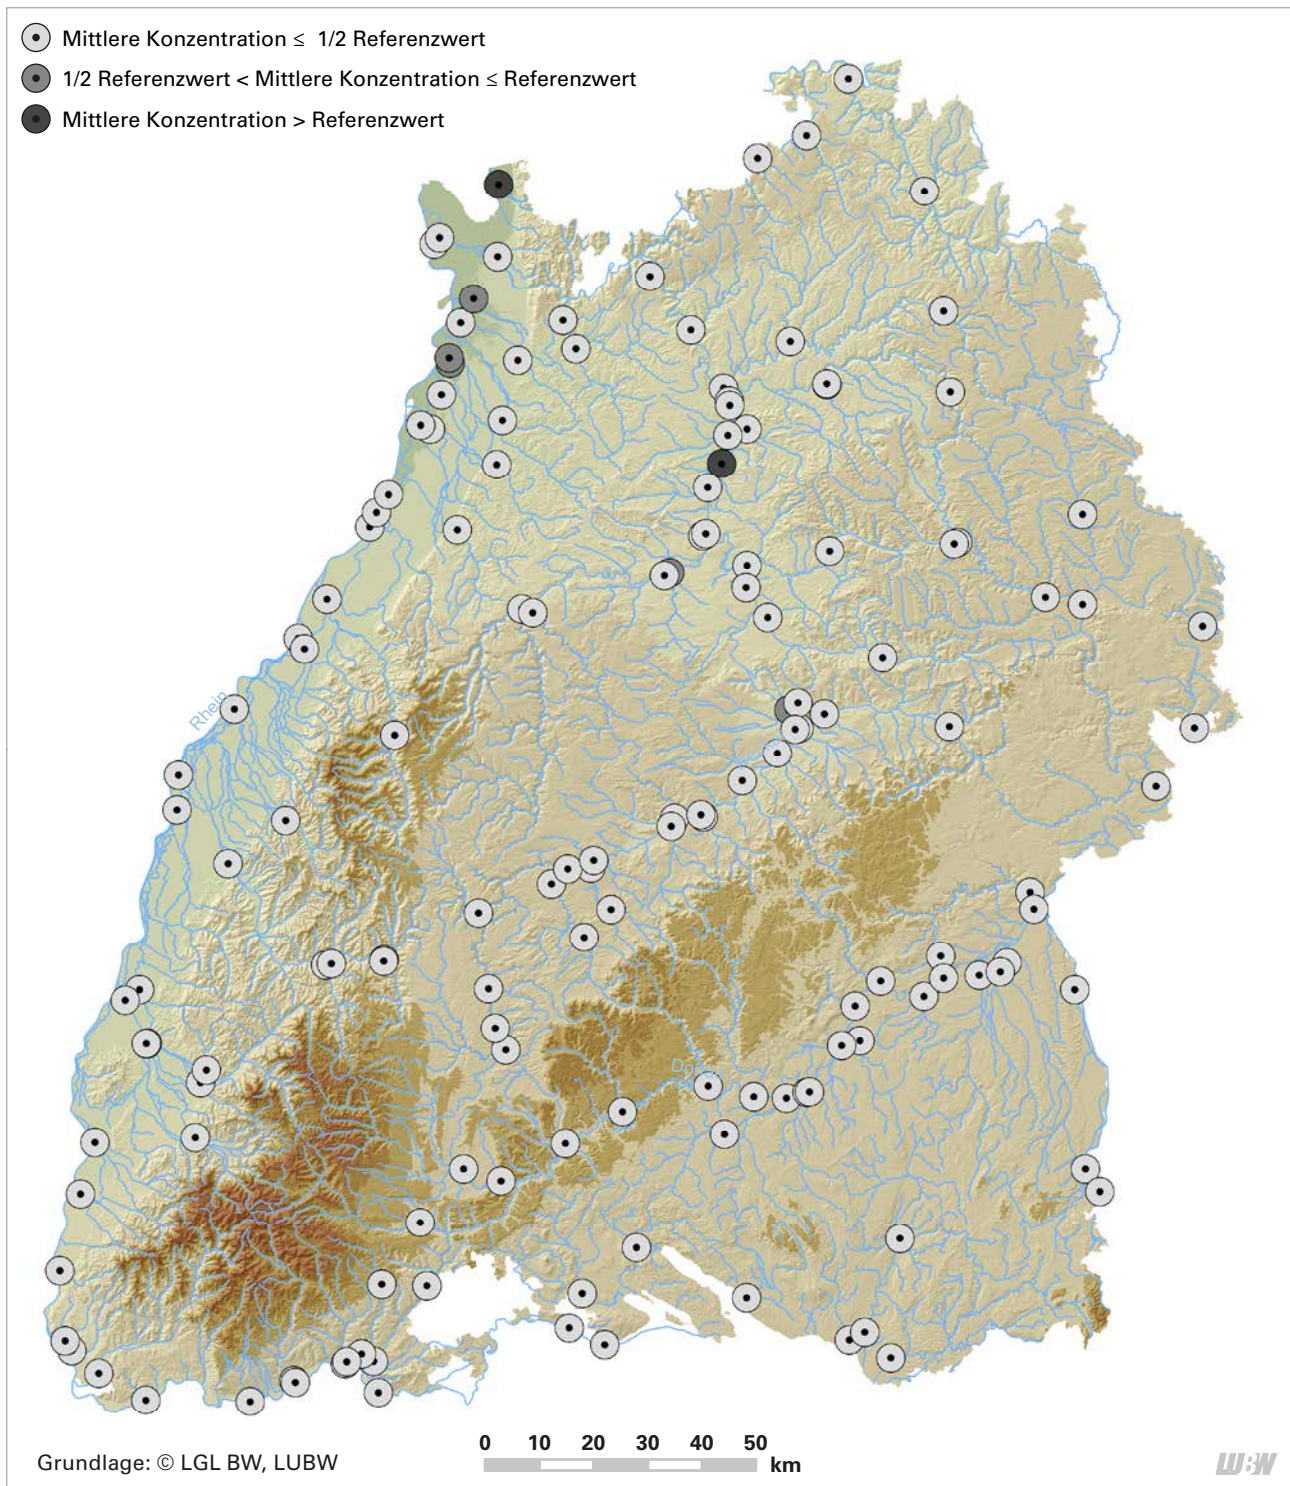 Mittlere Konzentration ≤ 1/2 Referenzwert
1/2 Referenzwert < Mittlere Konzentration ≤ Referenzwert
Mittlere Konzentration > Referenzwert
Rhein
0 10 20 30 40 50
km
Grundlage: © LGL BW, LUBW
LUBW